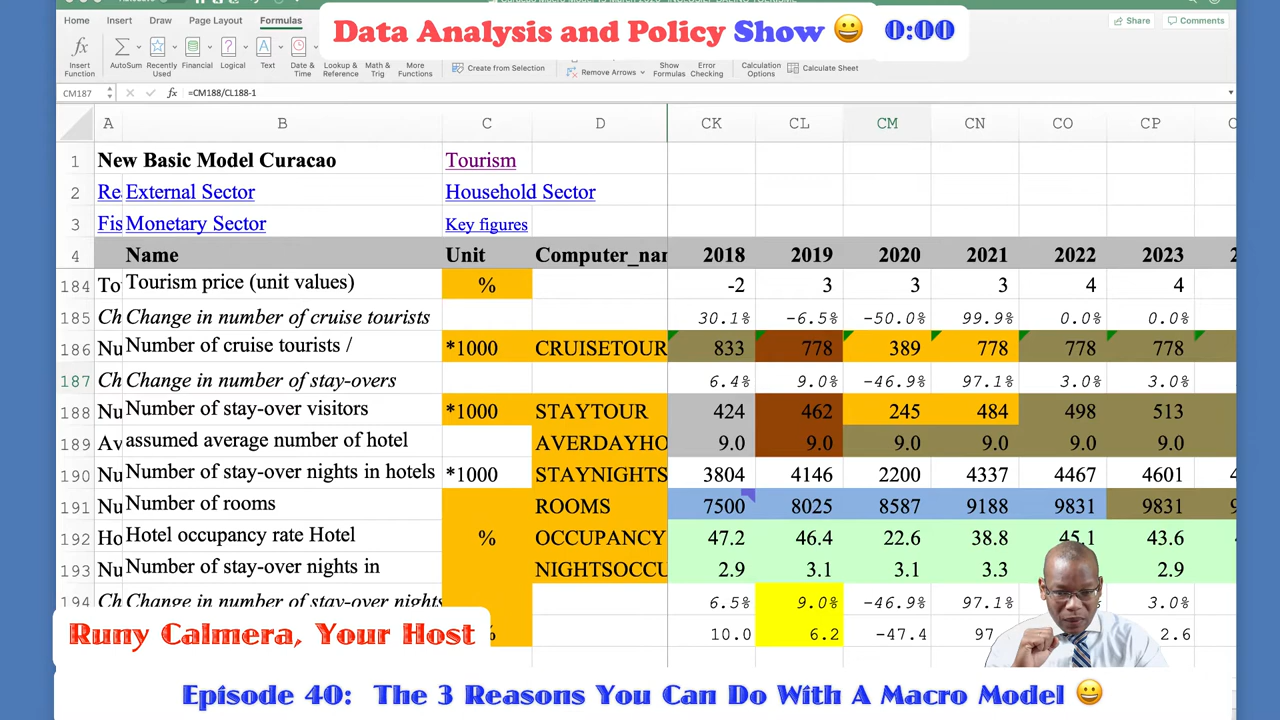 Home Insert Draw Page Layout Formulas
Data Analysis and Policy Show 😀 0:00
Share Comments
Insert Function
AutoSum
Recently Used
Financial
Logical
Text
Date & Time
Lookup & Reference
Math & Trig
More Functions
Create from Selection
Remove Arrows
Show Formulas
Error Checking
Calculation Options
Calculate Sheet
CM187 fx =CM188/CL188-1
A B C D CK CL CM CN CO CP
1 New Basic Model Curacao Tourism
2 Re External Sector Household Sector
3 Fis Monetary Sector Key figures
4 Name Unit Computer_nam 2018 2019 2020 2021 2022 2023 2
184 To Tourism price (unit values) % -2 3 3 3 4 4
185 Ch Change in number of cruise tourists 30.1% -6.5% -50.0% 99.9% 0.0% 0.0%
186 Nu Number of cruise tourists / *1000 CRUISETOUR 833 778 389 778 778 778
187 Ch Change in number of stay-overs 6.4% 9.0% -46.9% 97.1% 3.0% 3.0%
188 Nu Number of stay-over visitors *1000 STAYTOUR 424 462 245 484 498 513
189 Av assumed average number of hotel AVERDAYHO 9.0 9.0 9.0 9.0 9.0 9.0
190 Nu Number of stay-over nights in hotels *1000 STAYNIGHTS 3804 4146 2200 4337 4467 4601 4
191 Nu Number of rooms ROOMS 7500 8025 8587 9188 9831 9831 9
192 Ho Hotel occupancy rate Hotel % OCCUPANCY 47.2 46.4 22.6 38.8 45.1 43.6
193 Nu Number of stay-over nights in NIGHTSOCCU 2.9 3.1 3.1 3.3 2.9
194 Ch Change in number of stay-over nights 6.5% 9.0% -46.9% 97.1% 3.0%
% 10.0 6.2 -47.4 97 2.6
Runy Calmera, Your Host
Episode 40: The 3 Reasons You Can Do With A Macro Model 😀